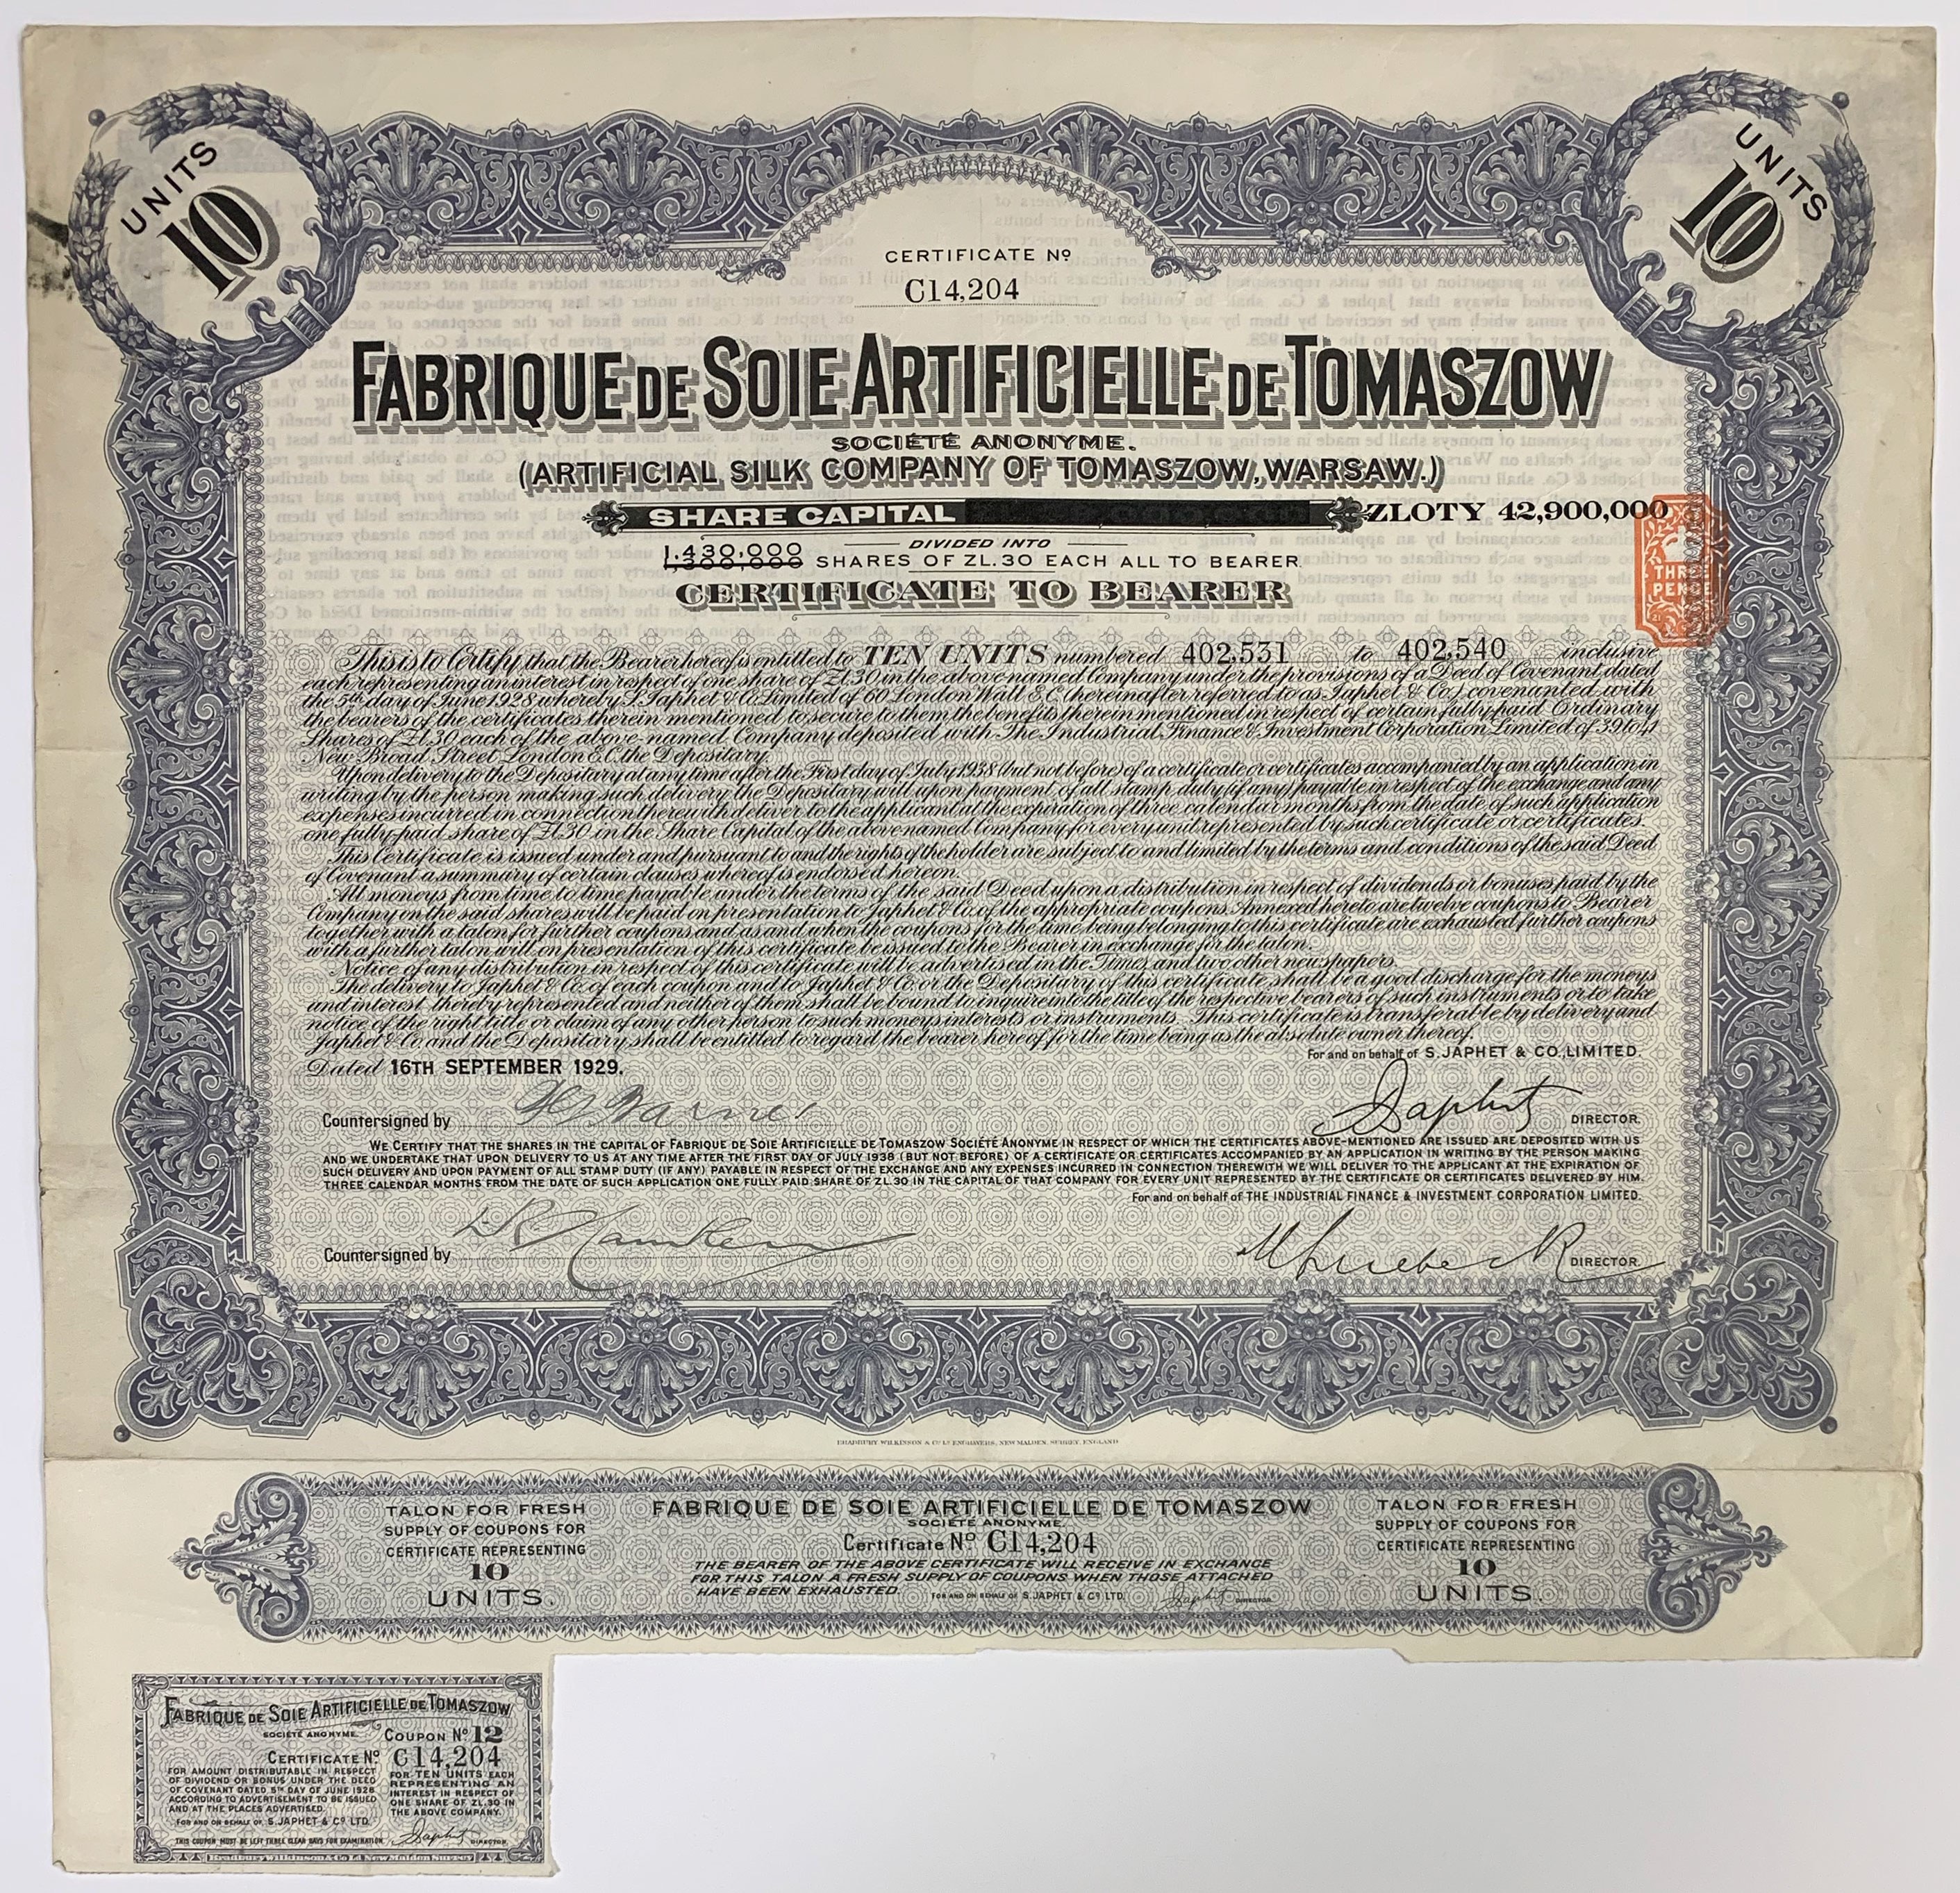 UNITS
10
UNITS
10
CERTIFICATE No
C14,204
FABRIQUE DE SOIE ARTIFICIELLE DE TOMASZOW
SOCIÉTÉ ANONYME.
(ARTIFICIAL SILK COMPANY OF TOMASZOW, WARSAW.)
SHARE CAPITAL ZLOTY 42,900,000
DIVIDED INTO
1.430,000
1,300,000 SHARES OF ZL.30 EACH ALL TO BEARER
CERTIFICATE TO BEARER
THREE
PENCE
This is to Certify, that the Bearer hereof is entitled to TEN UNITS numbered 402,531 to 402,540 inclusive
each representing an interest in respect of one share of Zl.30 in the above named Company under the provisions of a Deed of Covenant dated
the 5th day of June 1928 whereby S. Japhet & Co. Limited of 60 London Wall E.C. (hereinafter referred to as Japhet & Co.) covenanted with
the bearers of the certificates therein mentioned to secure to them the benefits therein mentioned in respect of certain fully paid Ordinary
Shares of Zl.30 each of the above-named Company deposited with The Industrial Finance & Investment Corporation Limited of 39 to 41
New Broad Street London E.C. the Depositary.
Upon delivery to the Depositary at any time after the First day of July 1938 (but not before) of a certificate or certificates accompanied by an application in
writing by the person making such delivery the Depositary will upon payment of all stamp duty (if any) payable in respect of the exchange and any
expenses incurred in connection therewith deliver to the applicant at the expiration of three calendar months from the date of such application
one fully paid share of Zl.30 in the Share Capital of the above named Company for every unit represented by such certificate or certificates.
This Certificate is issued under and pursuant to and the rights of the holder are subject to and limited by the terms and conditions of the said Deed
of Covenant a summary of certain clauses whereof is endorsed hereon.
All moneys from time to time payable under the terms of the said Deed upon a distribution in respect of dividends or bonuses paid by the
Company on the said shares will be paid on presentation to Japhet & Co. of the appropriate coupons. Annexed hereto are twelve coupons to Bearer
together with a talon for further coupons and as and when the coupons for the time being belonging to this certificate are exhausted further coupons
with a further talon will on presentation of this certificate be issued to the Bearer in exchange for the talon.
Notice of any distribution in respect of this certificate will be advertised in the Times and two other newspapers.
The delivery to Japhet & Co. of each coupon and to Japhet & Co. or the Depositary of this certificate shall be a good discharge for the moneys
and interest thereby represented and neither of them shall be bound to inquire into the title of the respective bearers of such instruments or to take
notice of the right title or claim of any other person to such moneys interests or instruments. This certificate is transferable by delivery and
Japhet & Co. and the Depositary shall be entitled to regard the bearer hereof for the time being as the absolute owner thereof.
For and on behalf of S. JAPHET & CO., LIMITED.
Dated 16TH SEPTEMBER 1929.
Countersigned by
Japhet DIRECTOR.
WE CERTIFY THAT THE SHARES IN THE CAPITAL OF FABRIQUE DE SOIE ARTIFICIELLE DE TOMASZOW SOCIÉTÉ ANONYME IN RESPECT OF WHICH THE CERTIFICATES ABOVE-MENTIONED ARE ISSUED ARE DEPOSITED WITH US
AND WE UNDERTAKE THAT UPON DELIVERY TO US AT ANY TIME AFTER THE FIRST DAY OF JULY 1938 (BUT NOT BEFORE) OF A CERTIFICATE OR CERTIFICATES ACCOMPANIED BY AN APPLICATION IN WRITING BY THE PERSON MAKING
SUCH DELIVERY AND UPON PAYMENT OF ALL STAMP DUTY (IF ANY) PAYABLE IN RESPECT OF THE EXCHANGE AND ANY EXPENSES INCURRED IN CONNECTION THEREWITH WE WILL DELIVER TO THE APPLICANT AT THE EXPIRATION OF
THREE CALENDAR MONTHS FROM THE DATE OF SUCH APPLICATION ONE FULLY PAID SHARE OF ZL.30 IN THE CAPITAL OF THAT COMPANY FOR EVERY UNIT REPRESENTED BY THE CERTIFICATE OR CERTIFICATES DELIVERED BY HIM.
For and on behalf of THE INDUSTRIAL FINANCE & INVESTMENT CORPORATION LIMITED.
Countersigned by
DIRECTOR.
BRADBURY WILKINSON & Co Ld ENGRAVERS, NEW MALDEN, SURREY, ENGLAND
TALON FOR FRESH
SUPPLY OF COUPONS FOR
CERTIFICATE REPRESENTING
10
UNITS.
FABRIQUE DE SOIE ARTIFICIELLE DE TOMASZOW
SOCIÉTÉ ANONYME.
Certificate No C14,204
THE BEARER OF THE ABOVE CERTIFICATE WILL RECEIVE IN EXCHANGE
FOR THIS TALON A FRESH SUPPLY OF COUPONS WHEN THOSE ATTACHED
HAVE BEEN EXHAUSTED. FOR AND ON BEHALF OF S. JAPHET & Co LTD. Japhet DIRECTOR.
TALON FOR FRESH
SUPPLY OF COUPONS FOR
CERTIFICATE REPRESENTING
10
UNITS.
FABRIQUE DE SOIE ARTIFICIELLE DE TOMASZOW
SOCIÉTÉ ANONYME. COUPON No 12
CERTIFICATE No C14,204
FOR AMOUNT DISTRIBUTABLE IN RESPECT
OF DIVIDEND OR BONUS UNDER THE DEED
OF COVENANT DATED 5TH DAY OF JUNE 1928
ACCORDING TO ADVERTISEMENT TO BE ISSUED
AND AT THE PLACES ADVERTISED.
FOR TEN UNITS EACH
REPRESENTING AN
INTEREST IN RESPECT OF
ONE SHARE OF ZL.30 IN
THE ABOVE COMPANY.
FOR AND ON BEHALF OF S. JAPHET & Co LTD.
THIS COUPON MUST BE LEFT THREE CLEAR DAYS FOR EXAMINATION. Japhet DIRECTOR.
Bradbury Wilkinson & Co Ld New Malden Surrey